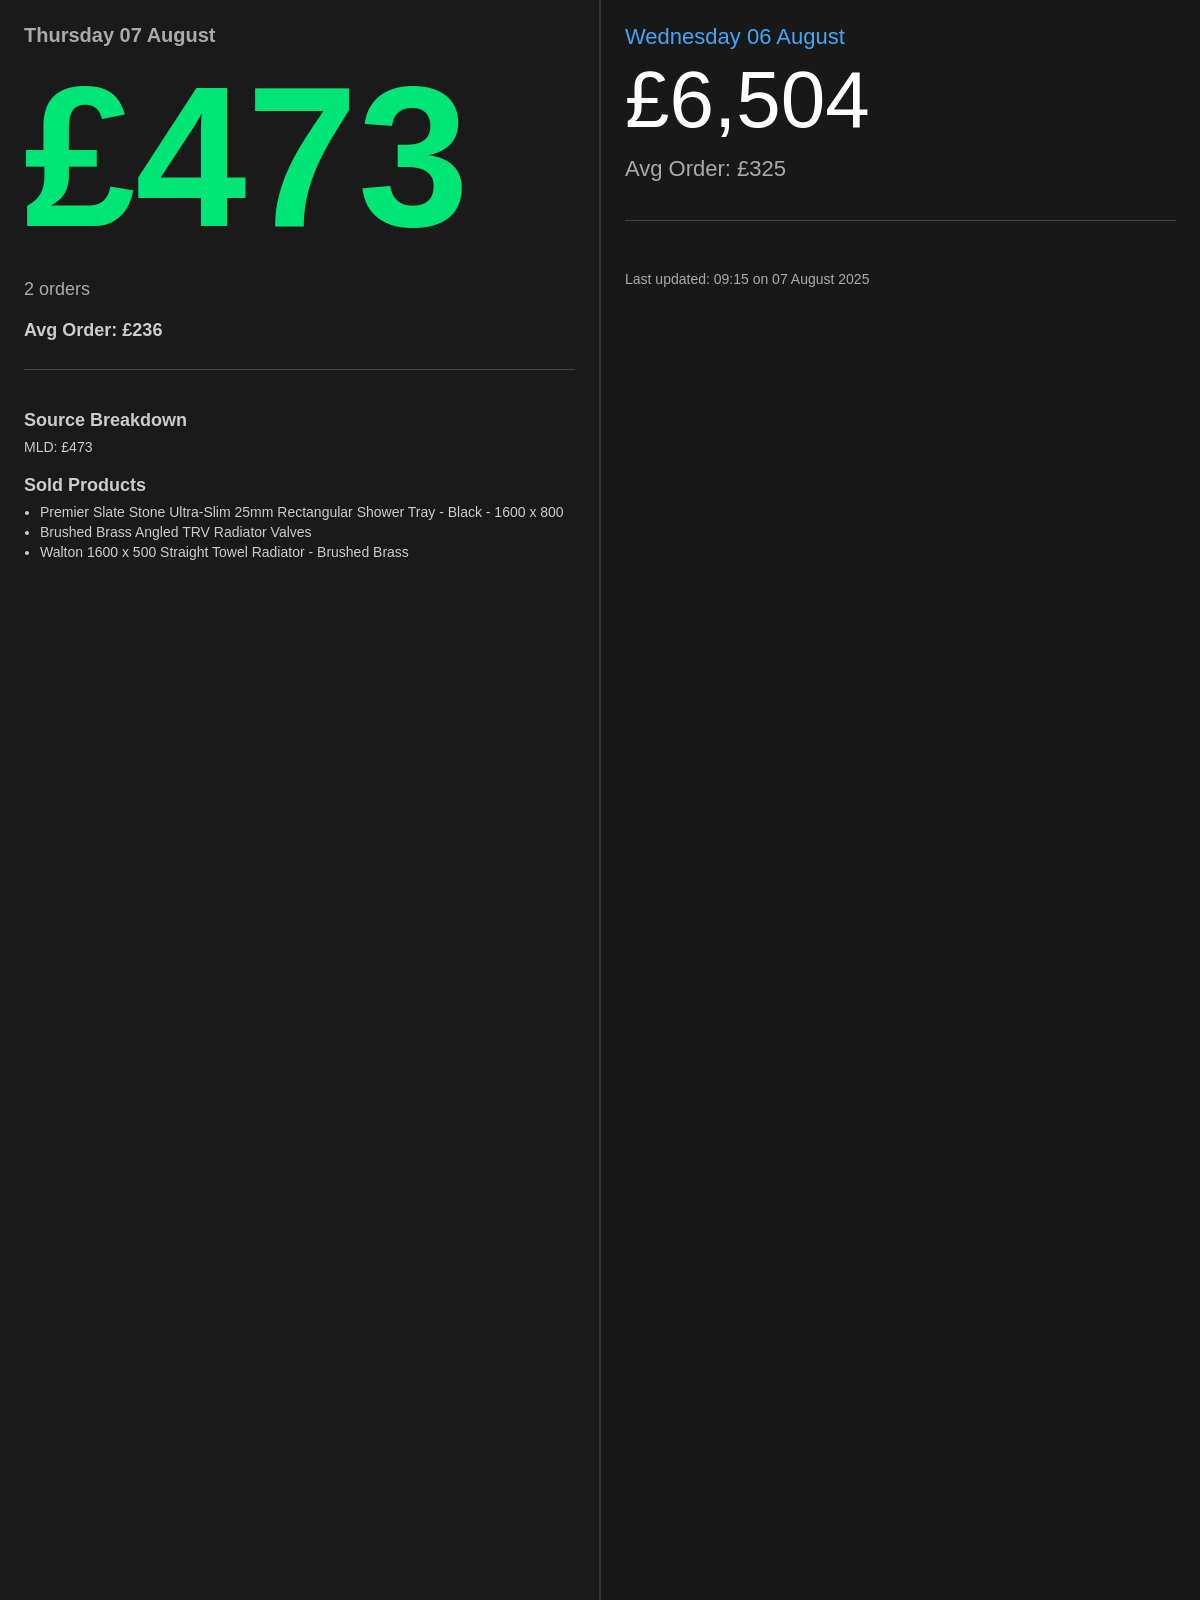 Thursday 07 August
£473
2 orders
Avg Order: £236
Source Breakdown
MLD: £473
Sold Products
• Premier Slate Stone Ultra-Slim 25mm Rectangular Shower Tray - Black - 1600 x 800
• Brushed Brass Angled TRV Radiator Valves
• Walton 1600 x 500 Straight Towel Radiator - Brushed Brass
Wednesday 06 August
£6,504
Avg Order: £325
Last updated: 09:15 on 07 August 2025